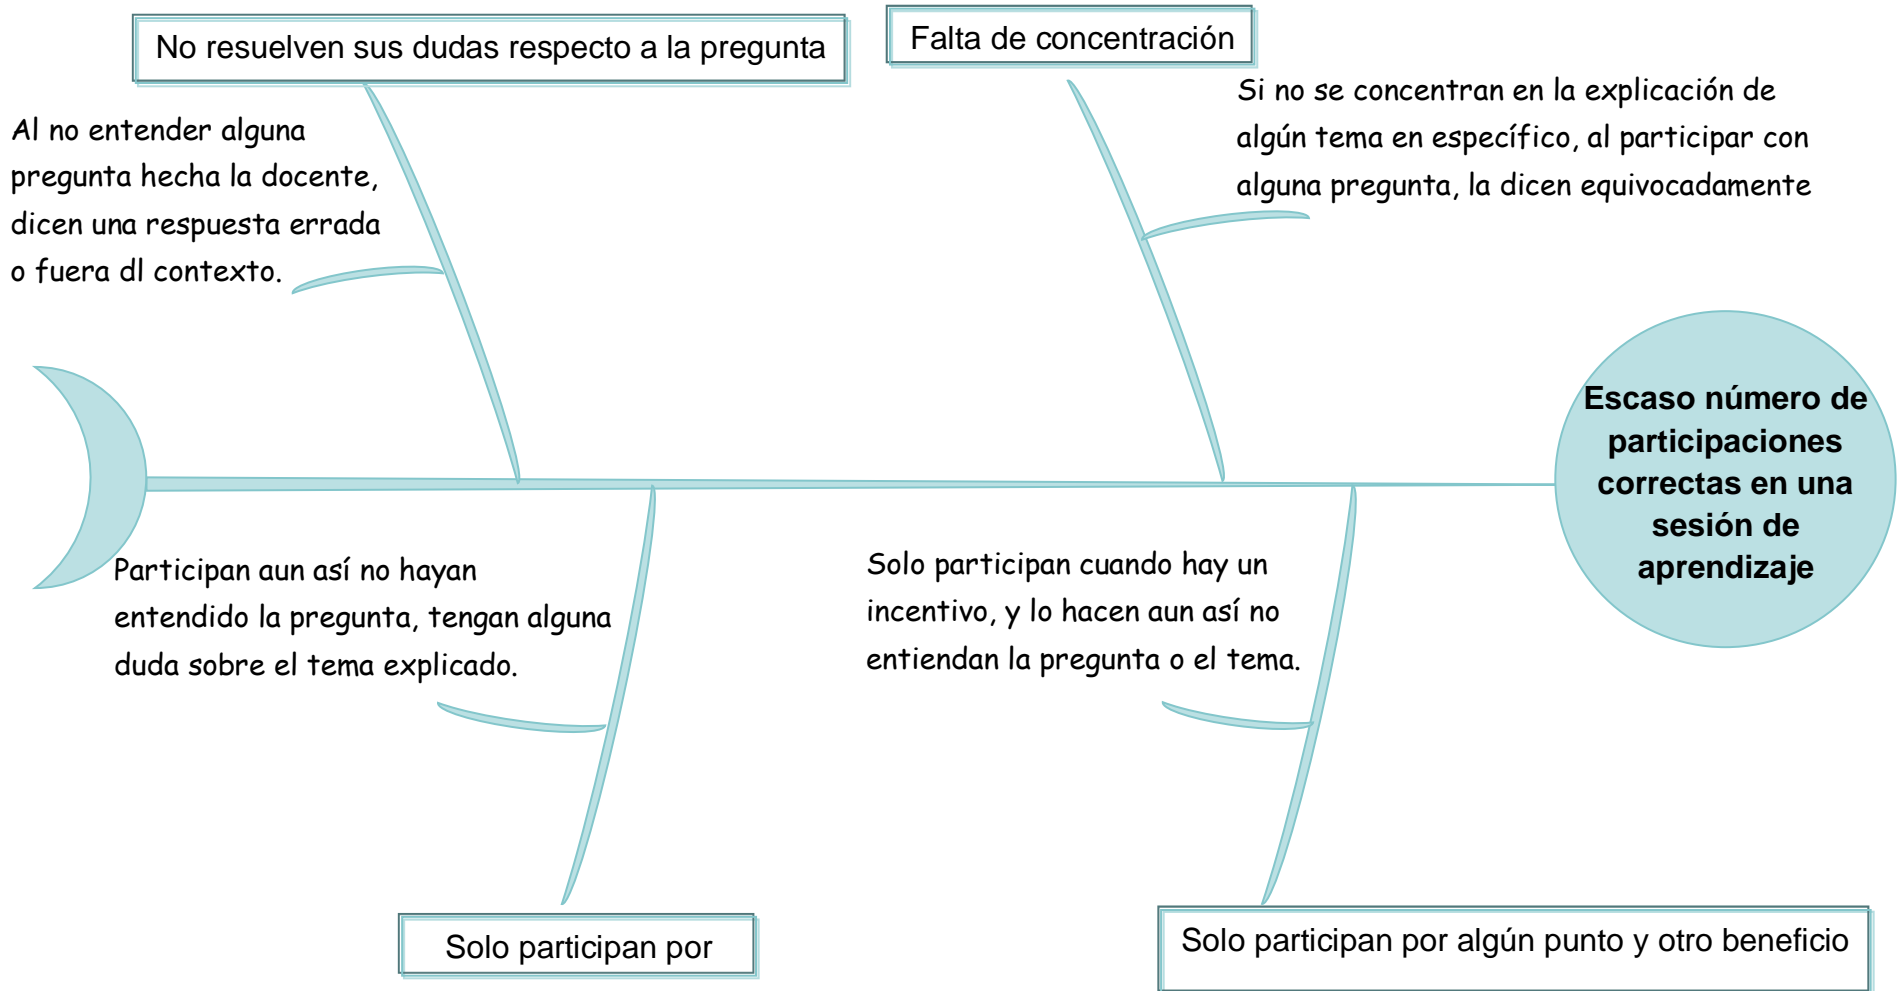 No resuelven sus dudas respecto a la pregunta
Falta de concentración
Al no entender alguna
pregunta hecha la docente,
dicen una respuesta errada
o fuera dl contexto.
Si no se concentran en la explicación de
algún tema en específico, al participar con
alguna pregunta, la dicen equivocadamente
Escaso número de
participaciones
correctas en una
sesión de
aprendizaje
Participan aun así no hayan
entendido la pregunta, tengan alguna
duda sobre el tema explicado.
Solo participan cuando hay un
incentivo, y lo hacen aun así no
entiendan la pregunta o el tema.
Solo participan por
Solo participan por algún punto y otro beneficio